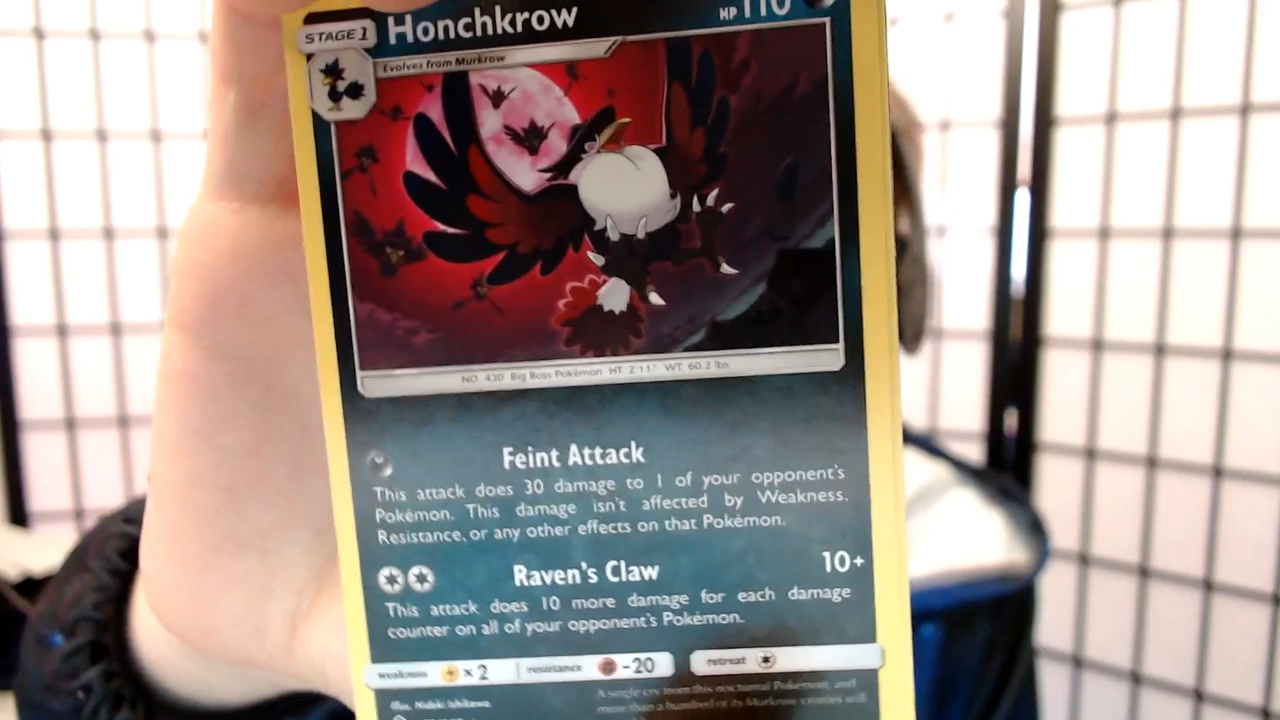 STAGE 1 Honchkrow HP 110
Evolves from Murkrow
NO. 430 Big Boss Pokémon HT: 2'11" WT: 60.2 lbs
Feint Attack
This attack does 30 damage to 1 of your opponent's
Pokémon. This damage isn't affected by Weakness,
Resistance, or any other effects on that Pokémon.
Raven's Claw 10+
This attack does 10 more damage for each damage
counter on all of your opponent's Pokémon.
weakness ×2 resistance -20 retreat
Illus. Hideki Ishikawa
A single cry from this nocturnal Pokémon, and
more than a hundred of its Murkrow cronies will